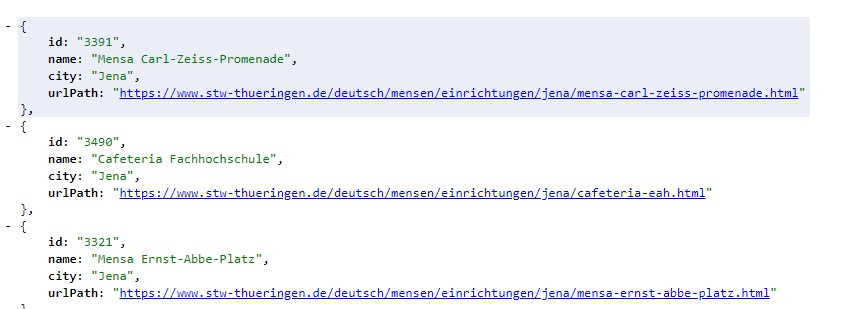 - {
id: "3391",
name: "Mensa Carl-Zeiss-Promenade",
city: "Jena",
urlPath: "https://www.stw-thueringen.de/deutsch/mensen/einrichtungen/jena/mensa-carl-zeiss-promenade.html"
},
- {
id: "3490",
name: "Cafeteria Fachhochschule",
city: "Jena",
urlPath: "https://www.stw-thueringen.de/deutsch/mensen/einrichtungen/jena/cafeteria-eah.html"
},
- {
id: "3321",
name: "Mensa Ernst-Abbe-Platz",
city: "Jena",
urlPath: "https://www.stw-thueringen.de/deutsch/mensen/einrichtungen/jena/mensa-ernst-abbe-platz.html"